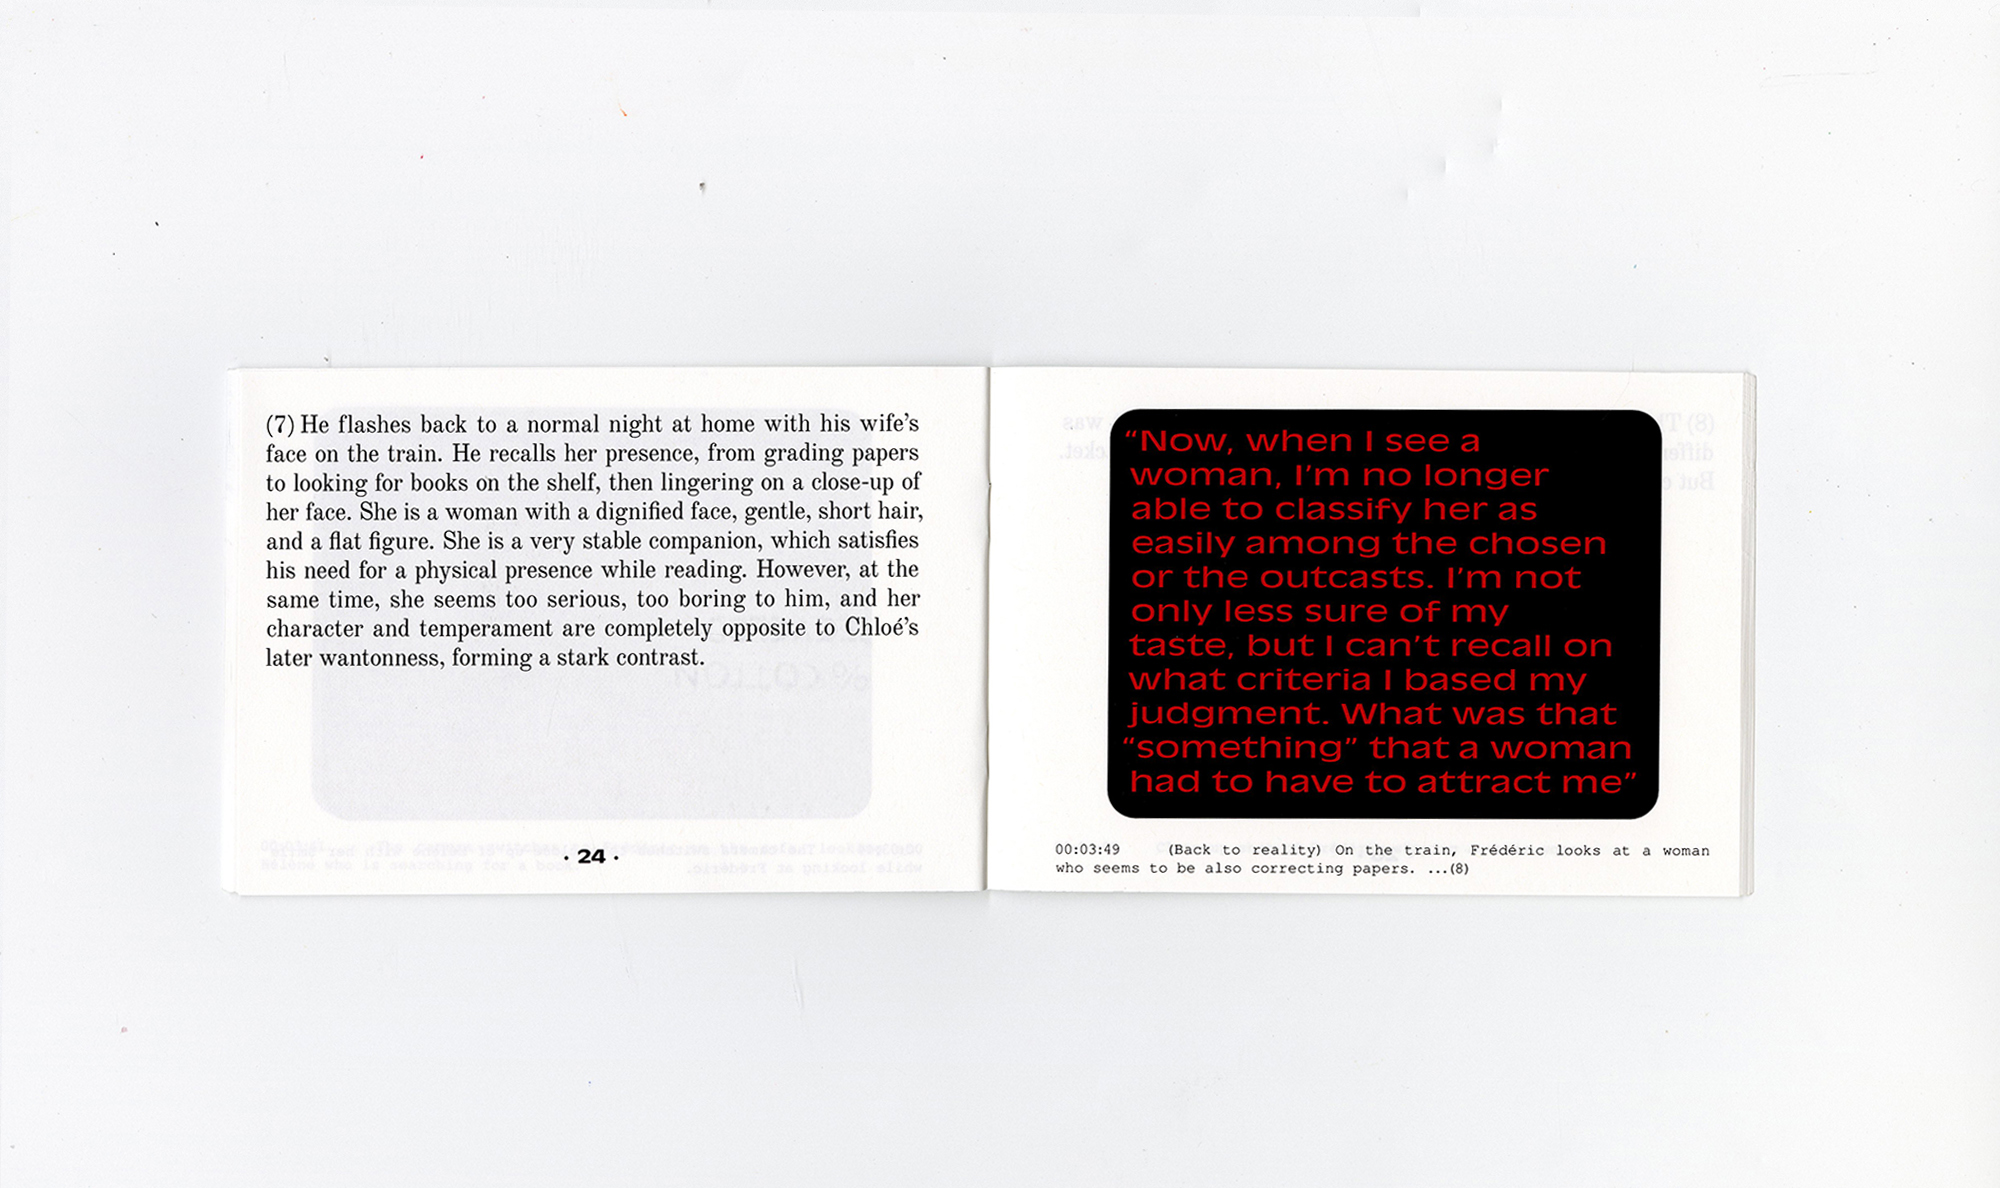 (7) He flashes back to a normal night at home with his wife’s
face on the train. He recalls her presence, from grading papers
to looking for books on the shelf, then lingering on a close-up of
her face. She is a woman with a dignified face, gentle, short hair,
and a flat figure. She is a very stable companion, which satisfies
his need for a physical presence while reading. However, at the
same time, she seems too serious, too boring to him, and her
character and temperament are completely opposite to Chloé’s
later wantonness, forming a stark contrast.
· 24 ·
“Now, when I see a
woman, I’m no longer
able to classify her as
easily among the chosen
or the outcasts. I’m not
only less sure of my
taste, but I can’t recall on
what criteria I based my
judgment. What was that
“something” that a woman
had to have to attract me”
00:03:49 (Back to reality) On the train, Frédéric looks at a woman
who seems to be also correcting papers. ...(8)